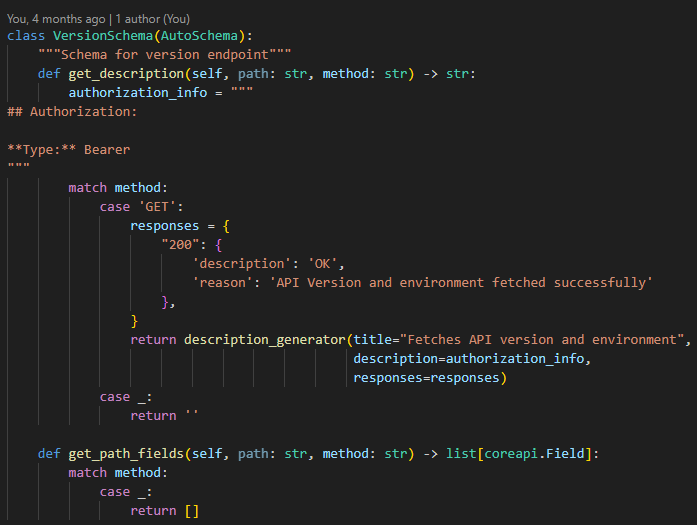 You, 4 months ago | 1 author (You)
class VersionSchema(AutoSchema):
    """Schema for version endpoint"""
    def get_description(self, path: str, method: str) -> str:
        authorization_info = """
## Authorization:

**Type:** Bearer
"""
        match method:
            case 'GET':
                responses = {
                    "200": {
                        'description': 'OK',
                        'reason': 'API Version and environment fetched successfully'
                    },
                }
                return description_generator(title="Fetches API version and environment",
                                             description=authorization_info,
                                             responses=responses)
            case _:
                return ''

    def get_path_fields(self, path: str, method: str) -> list[coreapi.Field]:
        match method:
            case _:
                return []